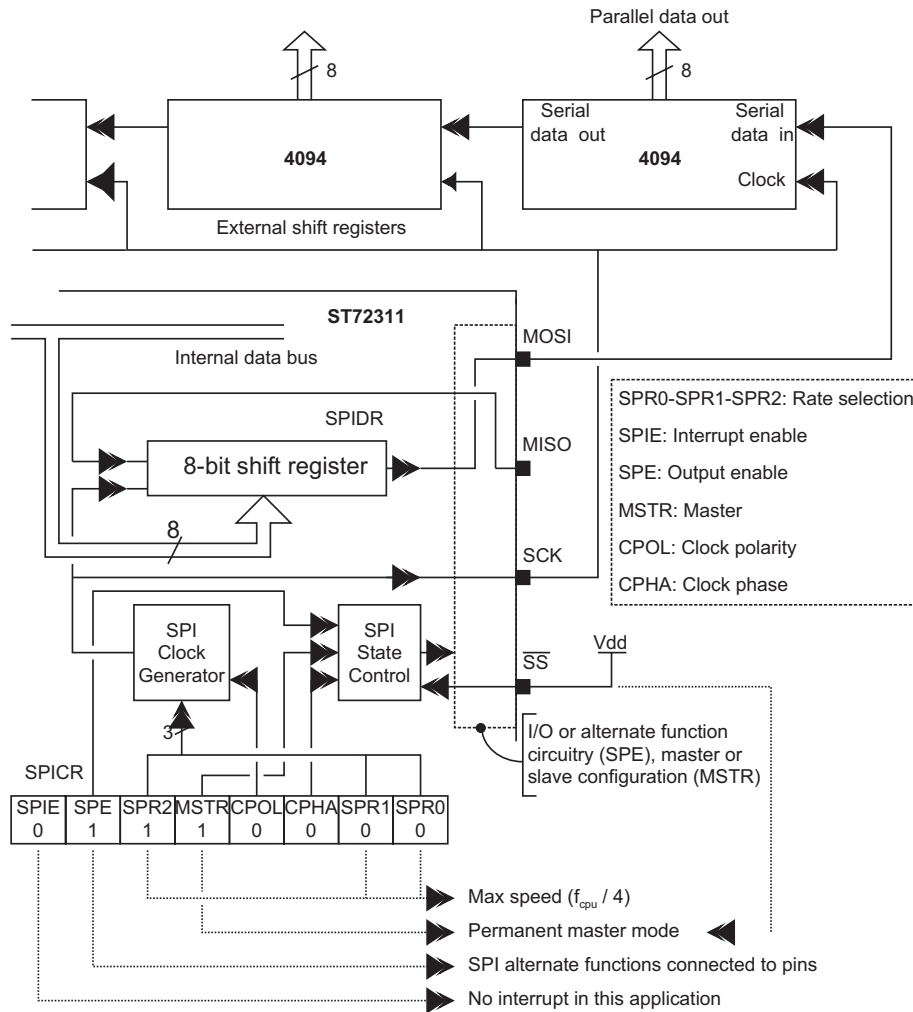 Parallel data out
8
8
Serial
data out
Serial
data in
4094
4094
Clock
External shift registers
ST72311
MOSI
Internal data bus
SPIDR
8-bit shift register
MISO
8
SCK
SPR0-SPR1-SPR2: Rate selection
SPIE: Interrupt enable
SPE: Output enable
MSTR: Master
CPOL: Clock polarity
CPHA: Clock phase
SPI
Clock
Generator
SPI
State
Control
SS
Vdd
3
I/O or alternate function
circuitry (SPE), master or
slave configuration (MSTR)
SPICR
SPIE SPE SPR2 MSTR CPOL CPHA SPR1 SPR0
0 1 1 1 0 0 0 0
Max speed (fcpu / 4)
Permanent master mode
SPI alternate functions connected to pins
No interrupt in this application